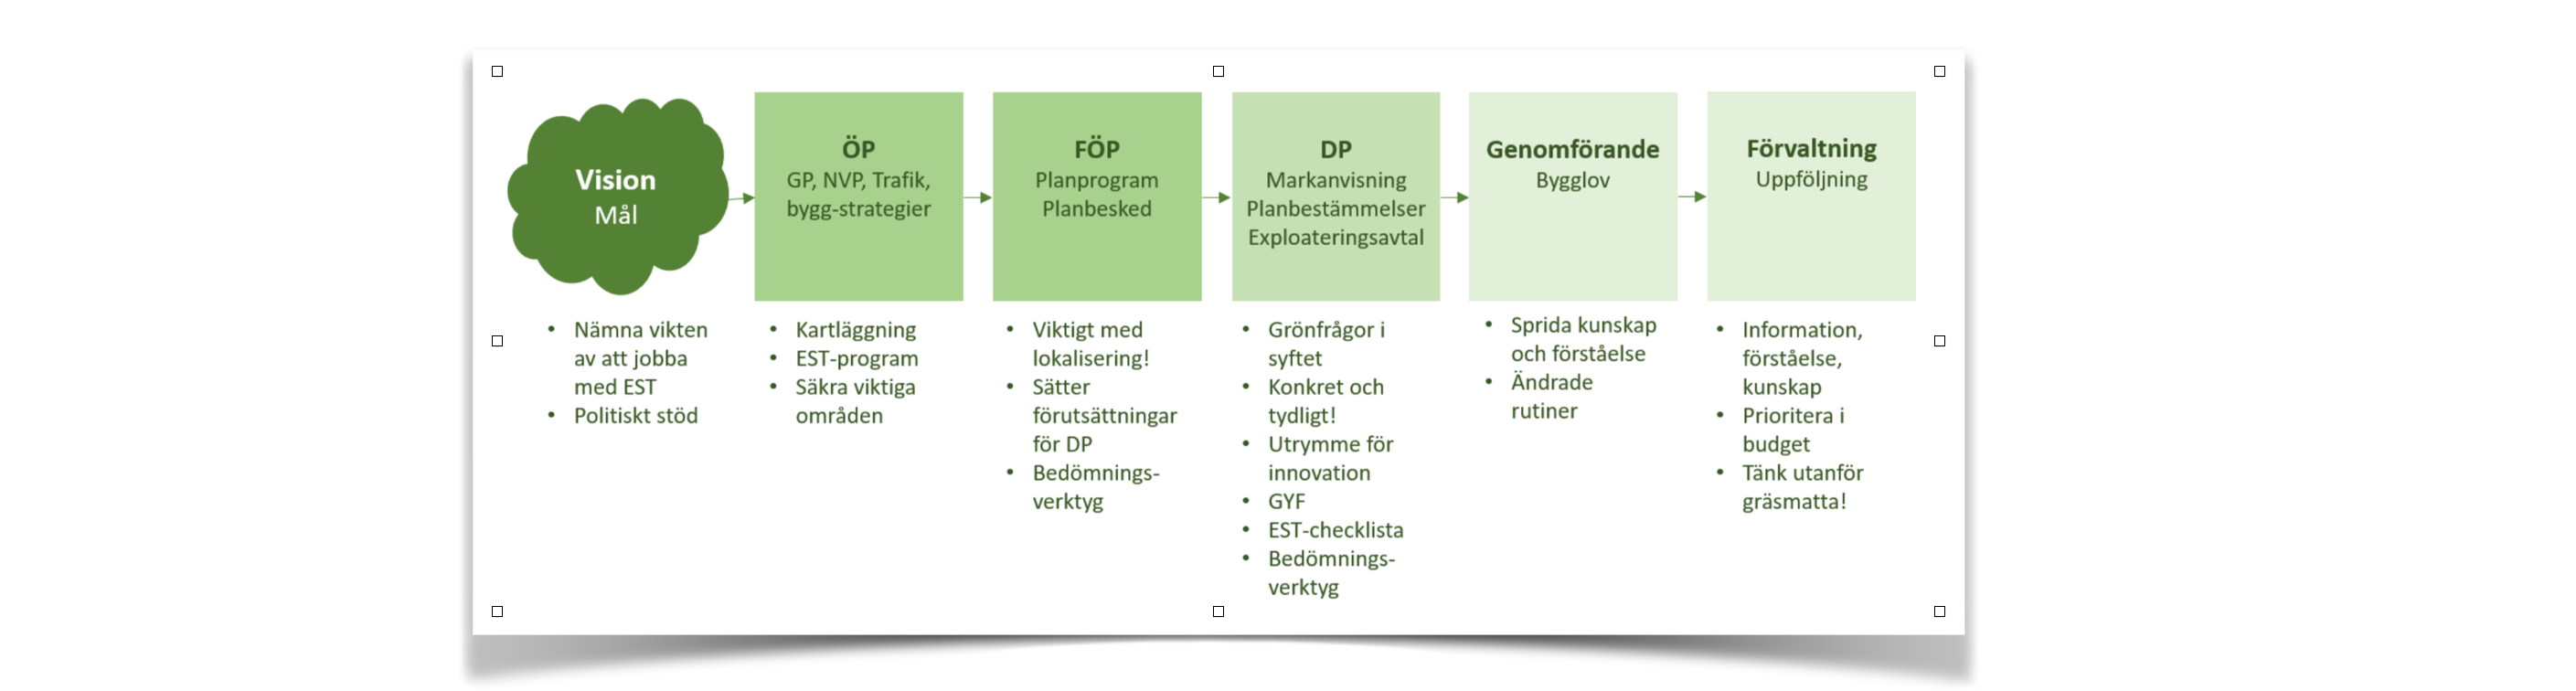 Vision
Mål
ÖP
GP, NVP, Trafik,
bygg-strategier
FÖP
Planprogram
Planbesked
DP
Markanvisning
Planbestämmelser
Exploateringsavtal
Genomförande
Bygglov
Förvaltning
Uppföljning
• Nämna vikten
av att jobba
med EST
• Politiskt stöd
• Kartläggning
• EST-program
• Säkra viktiga
områden
• Viktigt med
lokalisering!
• Sätter
förutsättningar
för DP
• Bedömnings-
verktyg
• Grönfrågor i
syftet
• Konkret och
tydligt!
• Utrymme för
innovation
• GYF
• EST-checklista
• Bedömnings-
verktyg
• Sprida kunskap
och förståelse
• Ändrade
rutiner
• Information,
förståelse,
kunskap
• Prioritera i
budget
• Tänk utanför
gräsmatta!